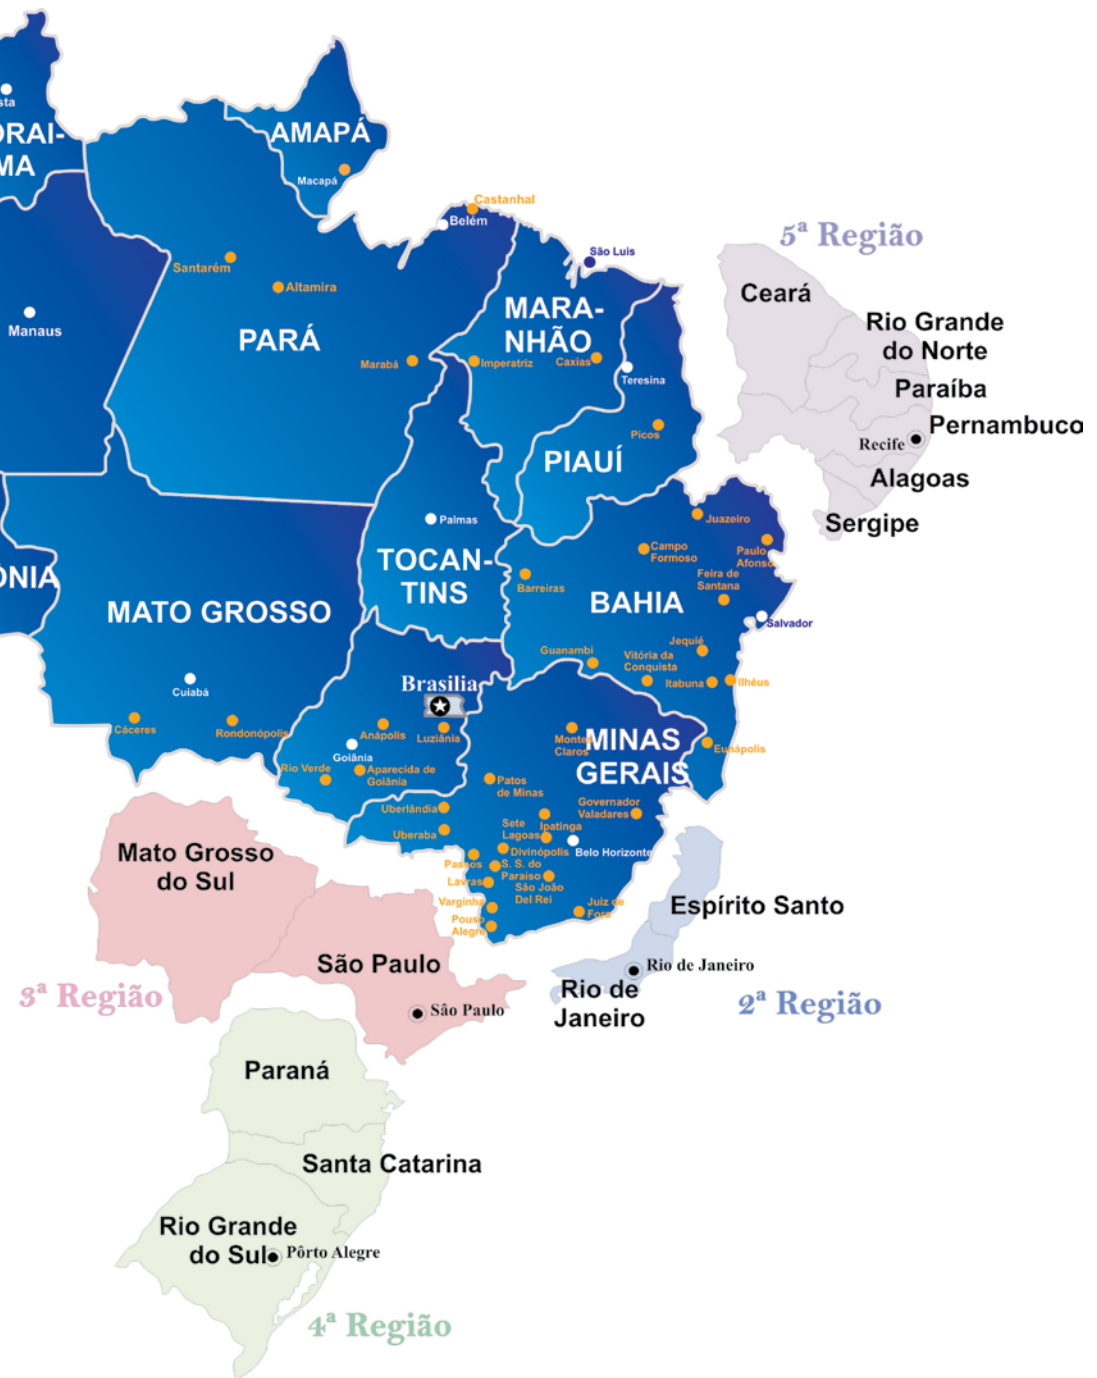 sta
ORAI-
MA
AMAPÁ
Macapá
Castanhal
Belém
5ª Região
São Luis
Santarém
Altamira
Manaus
Ceará
MARA-
NHÃO
Rio Grande
do Norte
PARÁ
Marabá
Imperatriz
Caxias
Teresina
Paraíba
Picos
Pernambuco
Recife
PIAUÍ
Alagoas
Sergipe
Palmas
Juazeiro
Campo
Formoso
Paulo
Afonso
TOCAN-
TINS
Barreiras
Feira de
Santana
BAHIA
ÔNIA
MATO GROSSO
Salvador
Jequié
Guanambi
Vitória da
Conquista
Itabuna
Ilhéus
Cuiabá
Brasilia
Cáceres
Rondonópolis
Anápolis
Luziânia
Goiânia
Montes
Claros
MINAS
GERAIS
Eunápolis
Rio Verde
Aparecida de
Goiânia
Patos
de Minas
Uberlândia
Governador
Valadares
Uberaba
Sete
Lagoas
Ipatinga
Divinópolis
Belo Horizonte
Passos
S. S. do
Paraíso
Lavras
São João
Del Rei
Varginha
Juiz de
Fora
Pouso
Alegre
Mato Grosso
do Sul
Espírito Santo
São Paulo
Rio de Janeiro
3ª Região
Rio de
Janeiro
2ª Região
São Paulo
Paraná
Santa Catarina
Rio Grande
do Sul
Pôrto Alegre
4ª Região